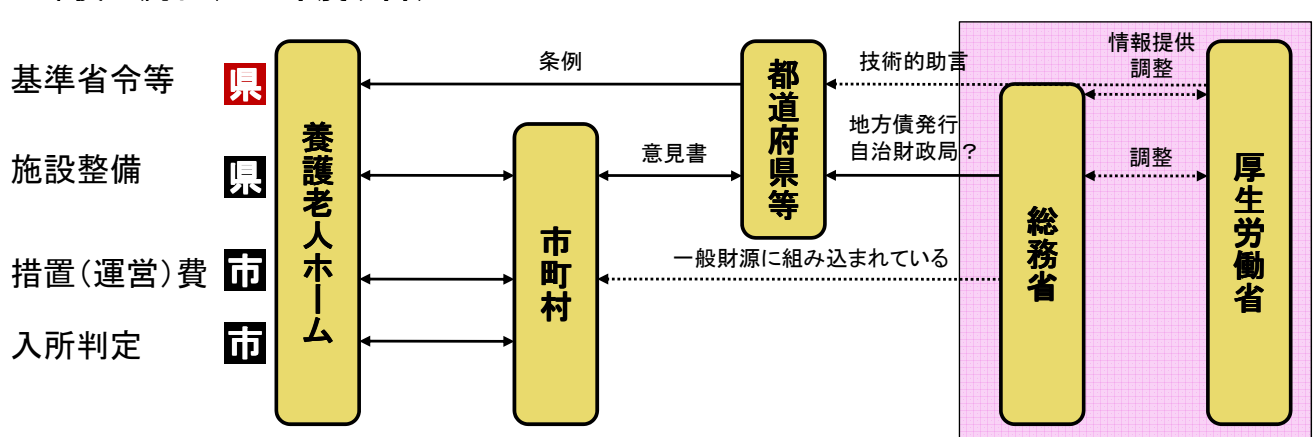 基準省令等
県
施設整備
県
措置(運営)費
市
入所判定
市
養護老人ホーム
市町村
都道府県等
総務省
厚生労働省
条例
技術的助言
情報提供
調整
意見書
地方債発行
自治財政局?
調整
一般財源に組み込まれている